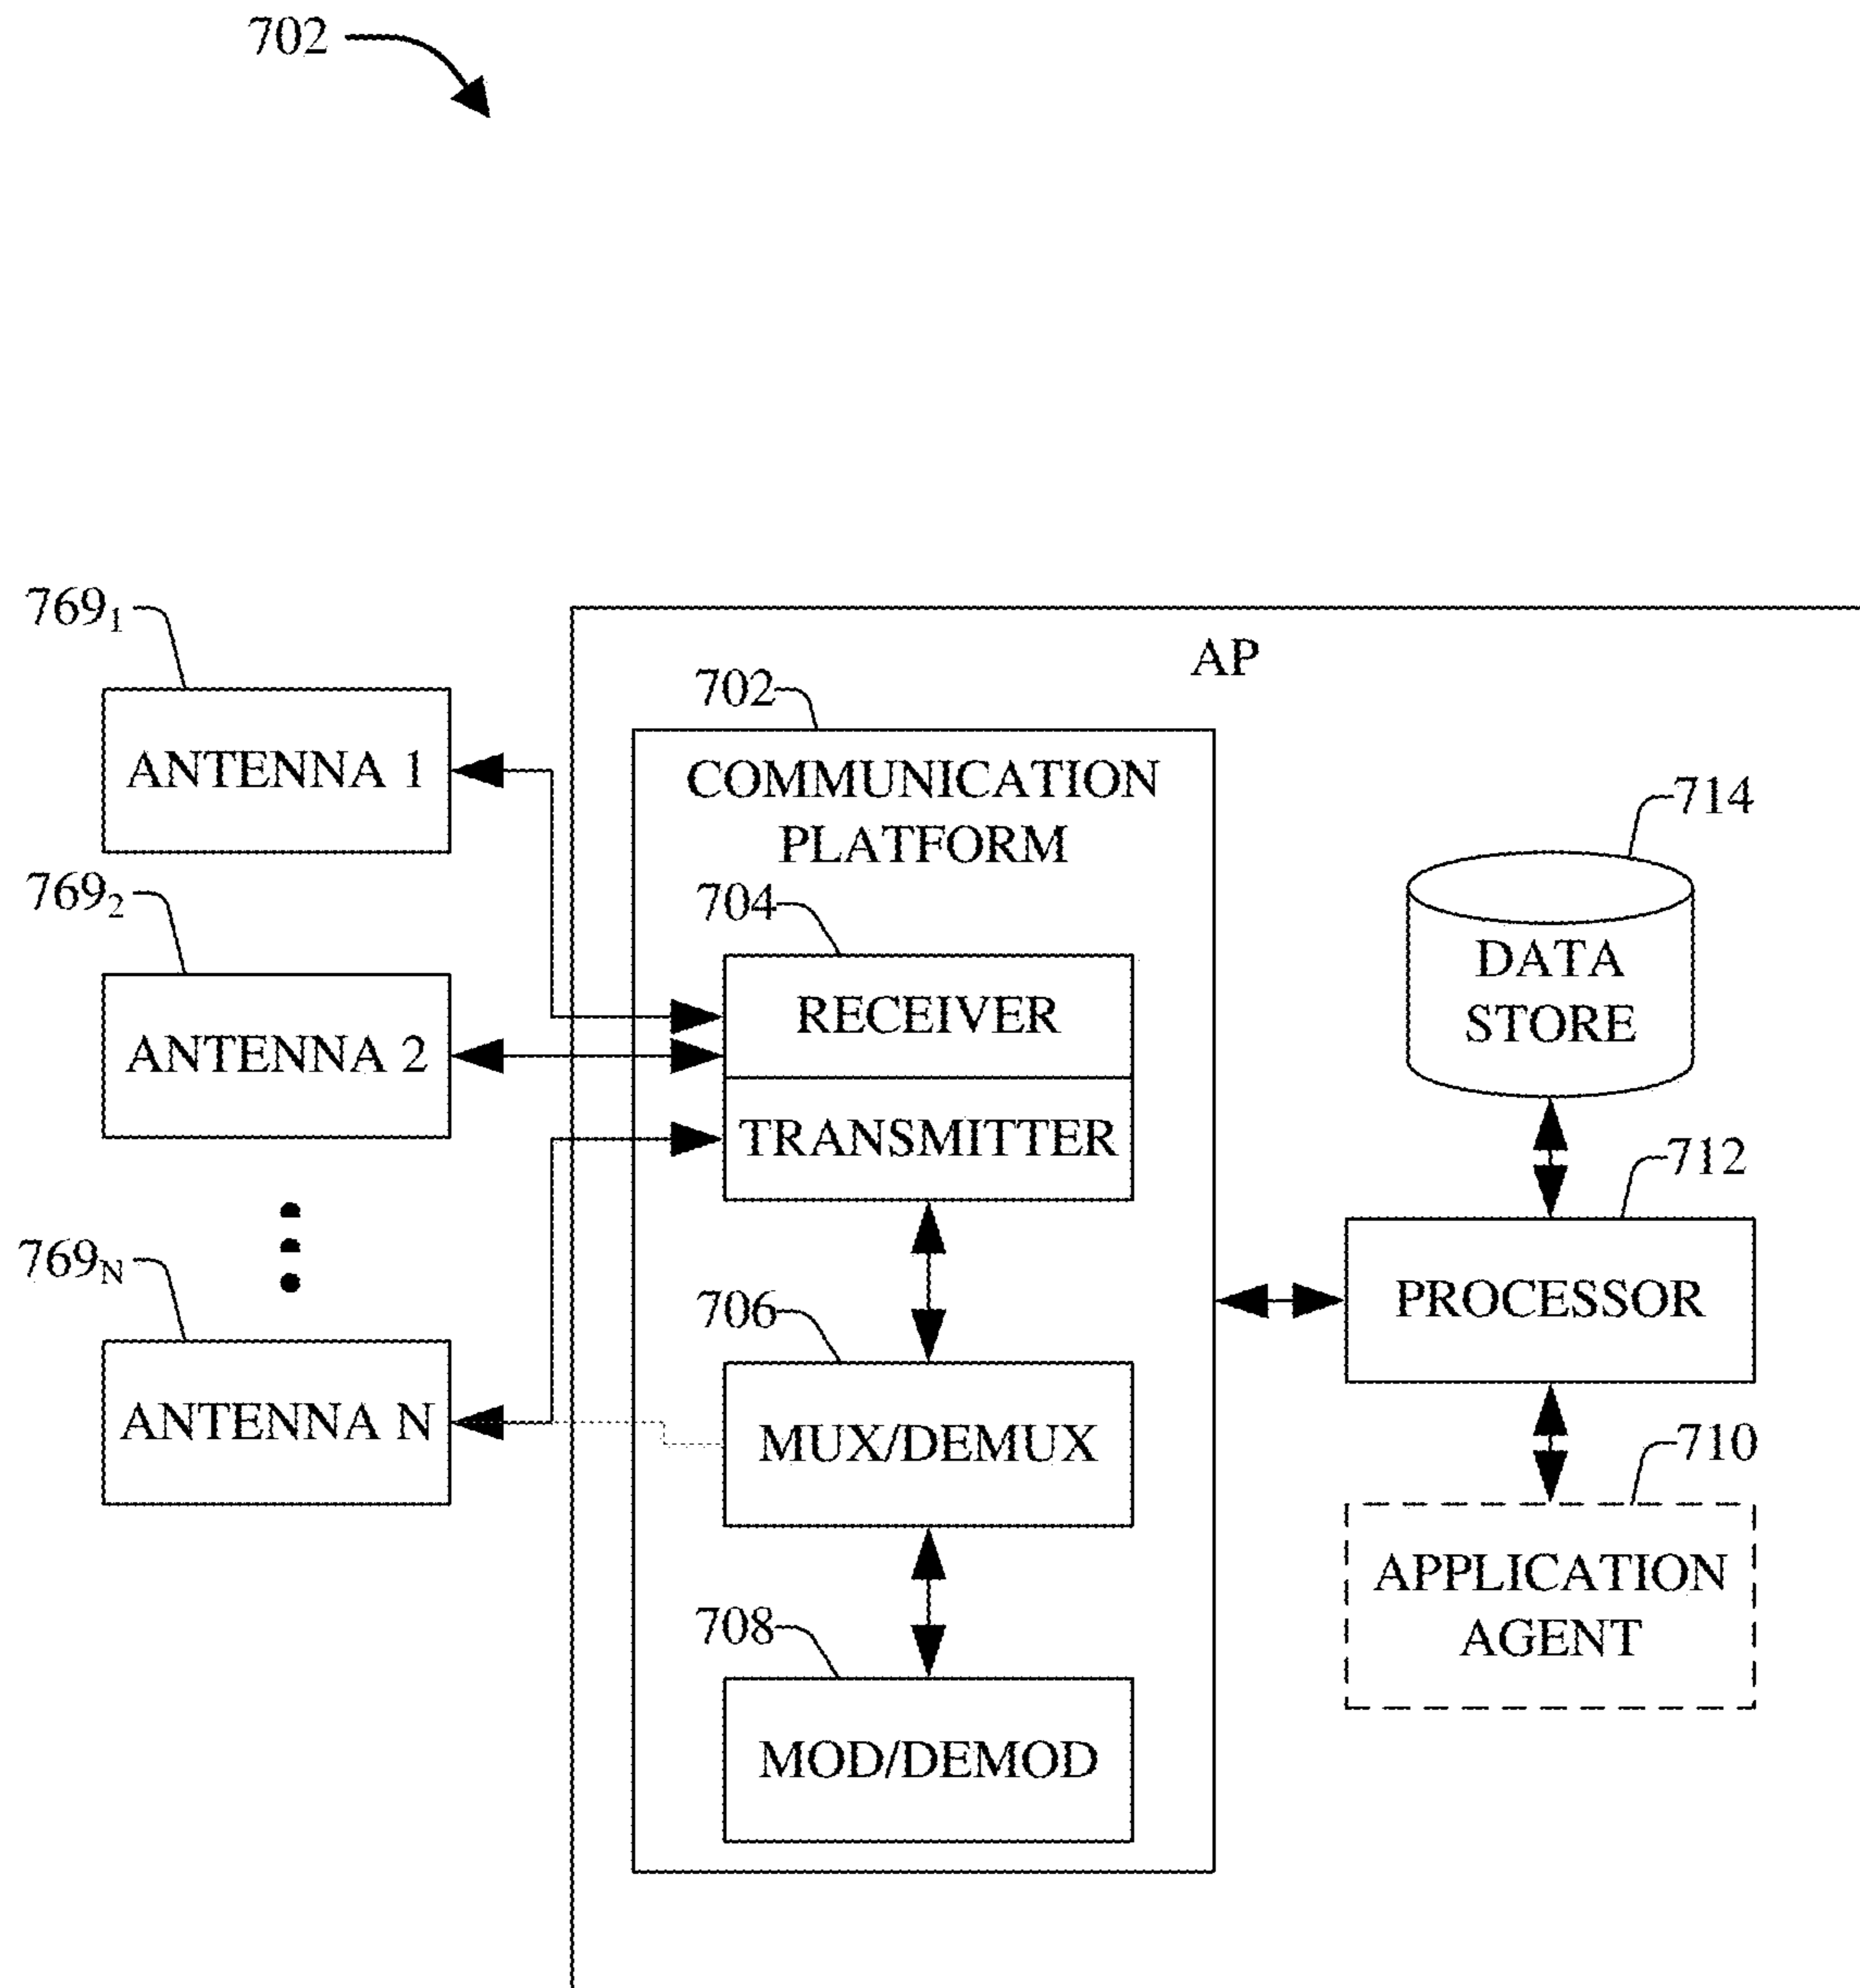 702
769₁
AP
702
ANTENNA 1
COMMUNICATION
PLATFORM
714
769₂
704
DATA
STORE
RECEIVER
ANTENNA 2
TRANSMITTER
712
769N
706
PROCESSOR
ANTENNA N
MUX/DEMUX
710
APPLICATION
AGENT
708
MOD/DEMOD